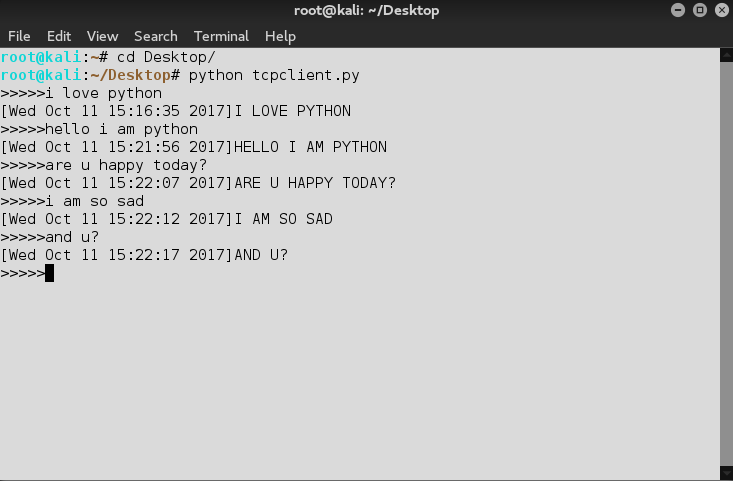 root@kali: ~/Desktop
File Edit View Search Terminal Help
root@kali:~# cd Desktop/
root@kali:~/Desktop# python tcpclient.py
>>>>>i love python
[Wed Oct 11 15:16:35 2017]I LOVE PYTHON
>>>>>hello i am python
[Wed Oct 11 15:21:56 2017]HELLO I AM PYTHON
>>>>>are u happy today?
[Wed Oct 11 15:22:07 2017]ARE U HAPPY TODAY?
>>>>>i am so sad
[Wed Oct 11 15:22:12 2017]I AM SO SAD
>>>>>and u?
[Wed Oct 11 15:22:17 2017]AND U?
>>>>>